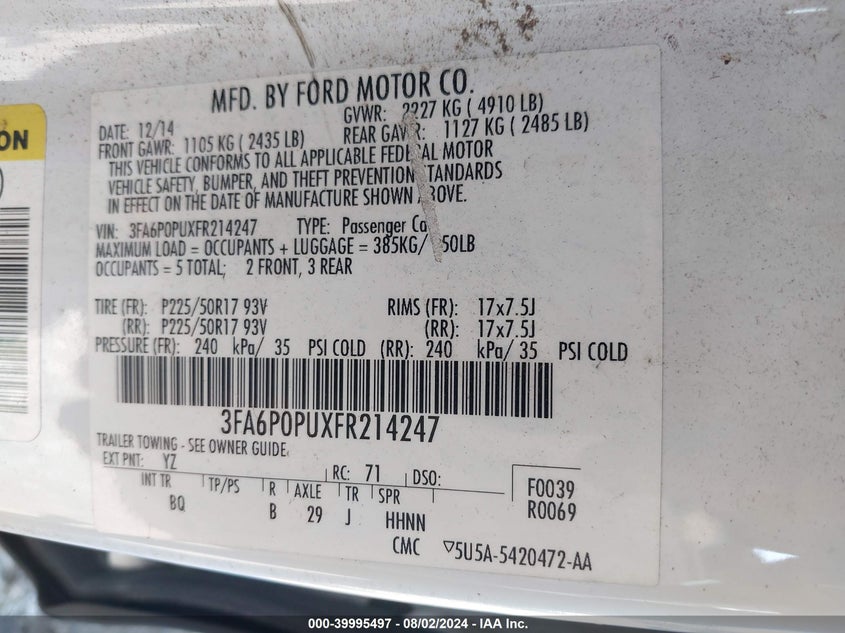 MFD. BY FORD MOTOR CO.
DATE: 12/14 GVWR: 2227 KG ( 4910 LB)
FRONT GAWR: 1105 KG ( 2435 LB) REAR GAWR: 1127 KG ( 2485 LB)
THIS VEHICLE CONFORMS TO ALL APPLICABLE FEDERAL MOTOR
VEHICLE SAFETY, BUMPER, AND THEFT PREVENTION STANDARDS
IN EFFECT ON THE DATE OF MANUFACTURE SHOWN ABOVE.
VIN: 3FA6P0PUXFR214247 TYPE: Passenger Ca
MAXIMUM LOAD = OCCUPANTS + LUGGAGE = 385KG/ 50LB
OCCUPANTS = 5 TOTAL; 2 FRONT, 3 REAR
TIRE (FR): P225/50R17 93V RIMS (FR): 17x7.5J
(RR): P225/50R17 93V (RR): 17x7.5J
PRESSURE (FR): 240 kPa/ 35 PSI COLD (RR): 240 kPa/ 35 PSI COLD
3FA6P0PUXFR214247
TRAILER TOWING - SEE OWNER GUIDE.
EXT PNT: YZ RC: 71 DSO: F0039
INT TR TP/PS R AXLE TR SPR R0069
BQ B 29 J HHNN
CMC ▽5U5A-5420472-AA
ON
000-39995497 - 08/02/2024 - IAA Inc.